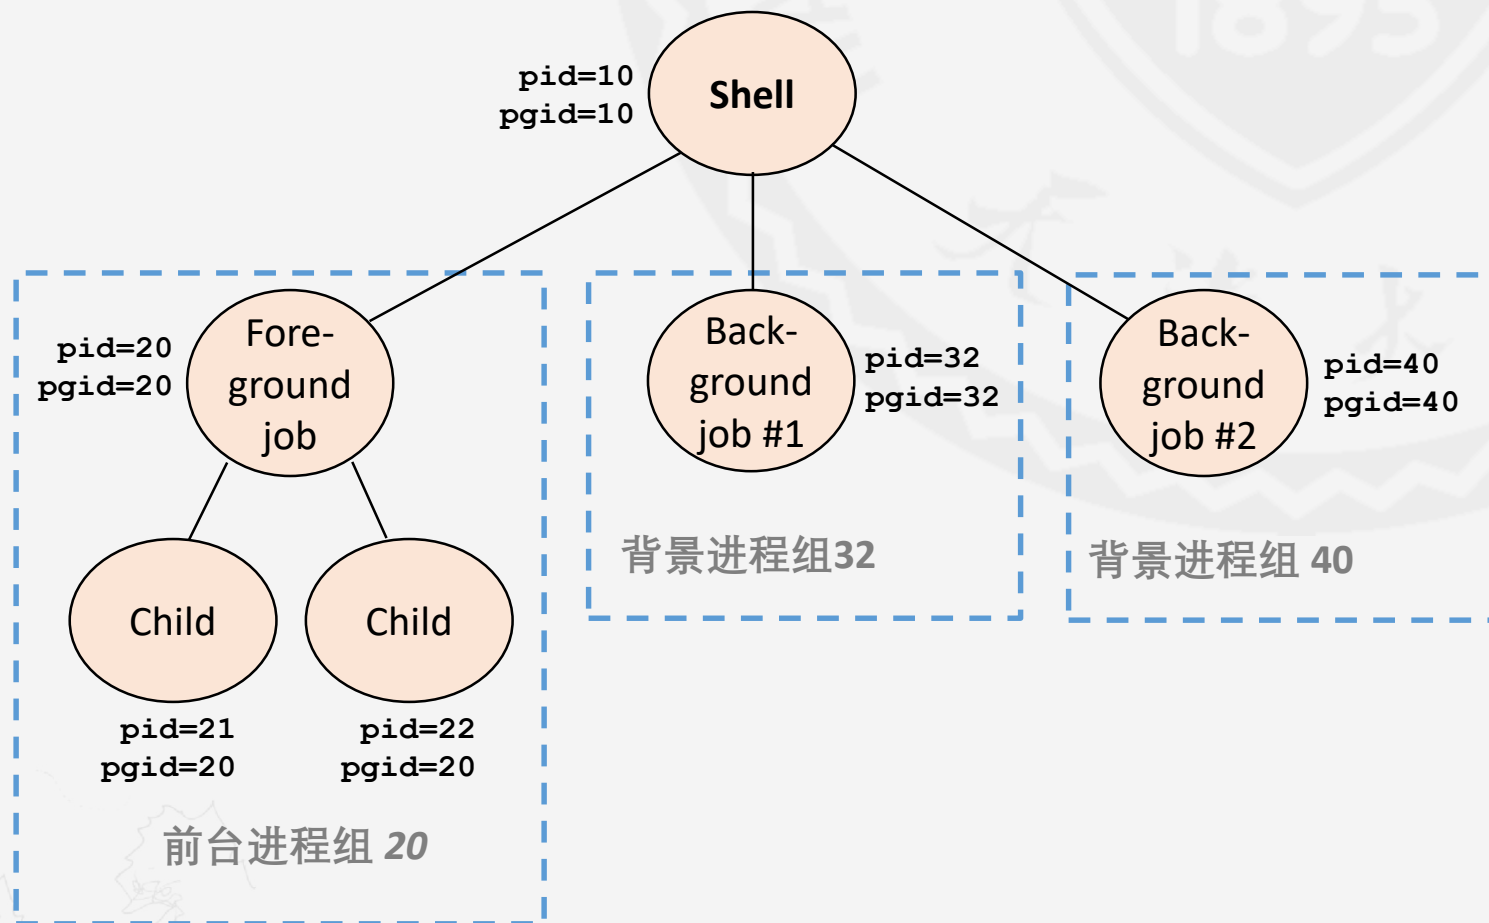 pid=10
pgid=10
Shell
pid=20
pgid=20
Fore-
ground
job
Back-
ground
job #1
pid=32
pgid=32
Back-
ground
job #2
pid=40
pgid=40
背景进程组32
背景进程组 40
Child
Child
pid=21
pgid=20
pid=22
pgid=20
前台进程组 20
1895